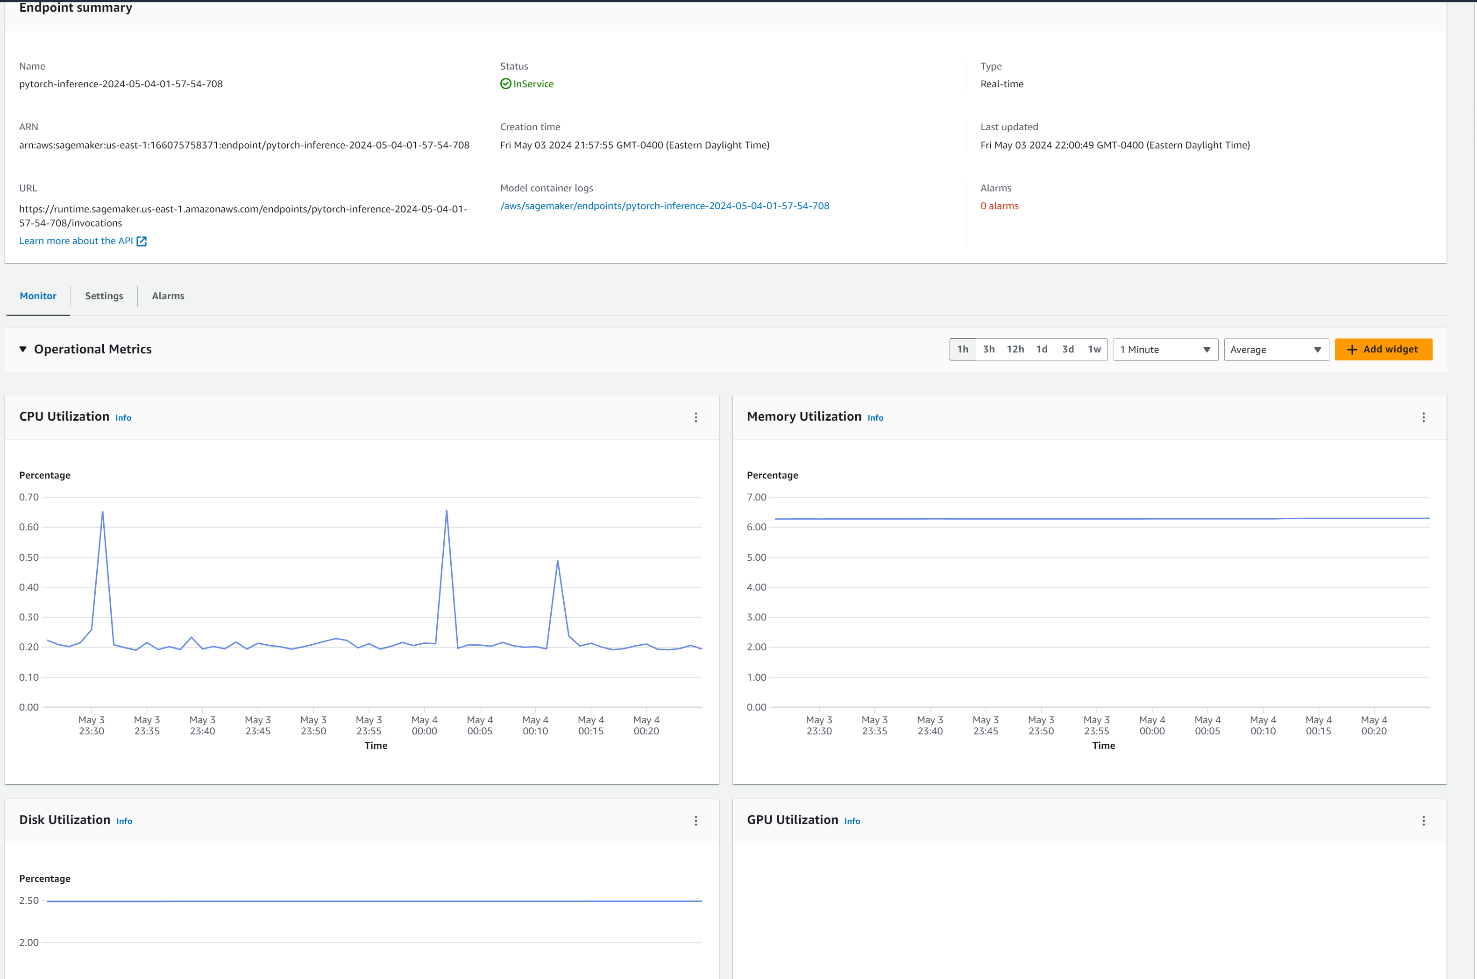 Endpoint summary
Name
pytorch-inference-2024-05-04-01-57-54-708
Status
InService
Type
Real-time
ARN
arn:aws:sagemaker:us-east-1:166075758371:endpoint/pytorch-inference-2024-05-04-01-57-54-708
Creation time
Fri May 03 2024 21:57:55 GMT-0400 (Eastern Daylight Time)
Last updated
Fri May 03 2024 22:00:49 GMT-0400 (Eastern Daylight Time)
URL
https://runtime.sagemaker.us-east-1.amazonaws.com/endpoints/pytorch-inference-2024-05-04-01-
57-54-708/invocations
Learn more about the API
Model container logs
/aws/sagemaker/endpoints/pytorch-inference-2024-05-04-01-57-54-708
Alarms
0 alarms
Monitor Settings Alarms
Operational Metrics
1h 3h 12h 1d 3d 1w 1 Minute Average + Add widget
CPU Utilization Info
Percentage
0.70
0.60
0.50
0.40
0.30
0.20
0.10
0.00
May 3 May 3 May 3 May 3 May 3 May 3 May 4 May 4 May 4 May 4 May 4
23:30 23:35 23:40 23:45 23:50 23:55 00:00 00:05 00:10 00:15 00:20
Time
Memory Utilization Info
Percentage
7.00
6.00
5.00
4.00
3.00
2.00
1.00
0.00
May 3 May 3 May 3 May 3 May 3 May 3 May 4 May 4 May 4 May 4 May 4
23:30 23:35 23:40 23:45 23:50 23:55 00:00 00:05 00:10 00:15 00:20
Time
Disk Utilization Info
Percentage
2.50
2.00
GPU Utilization Info